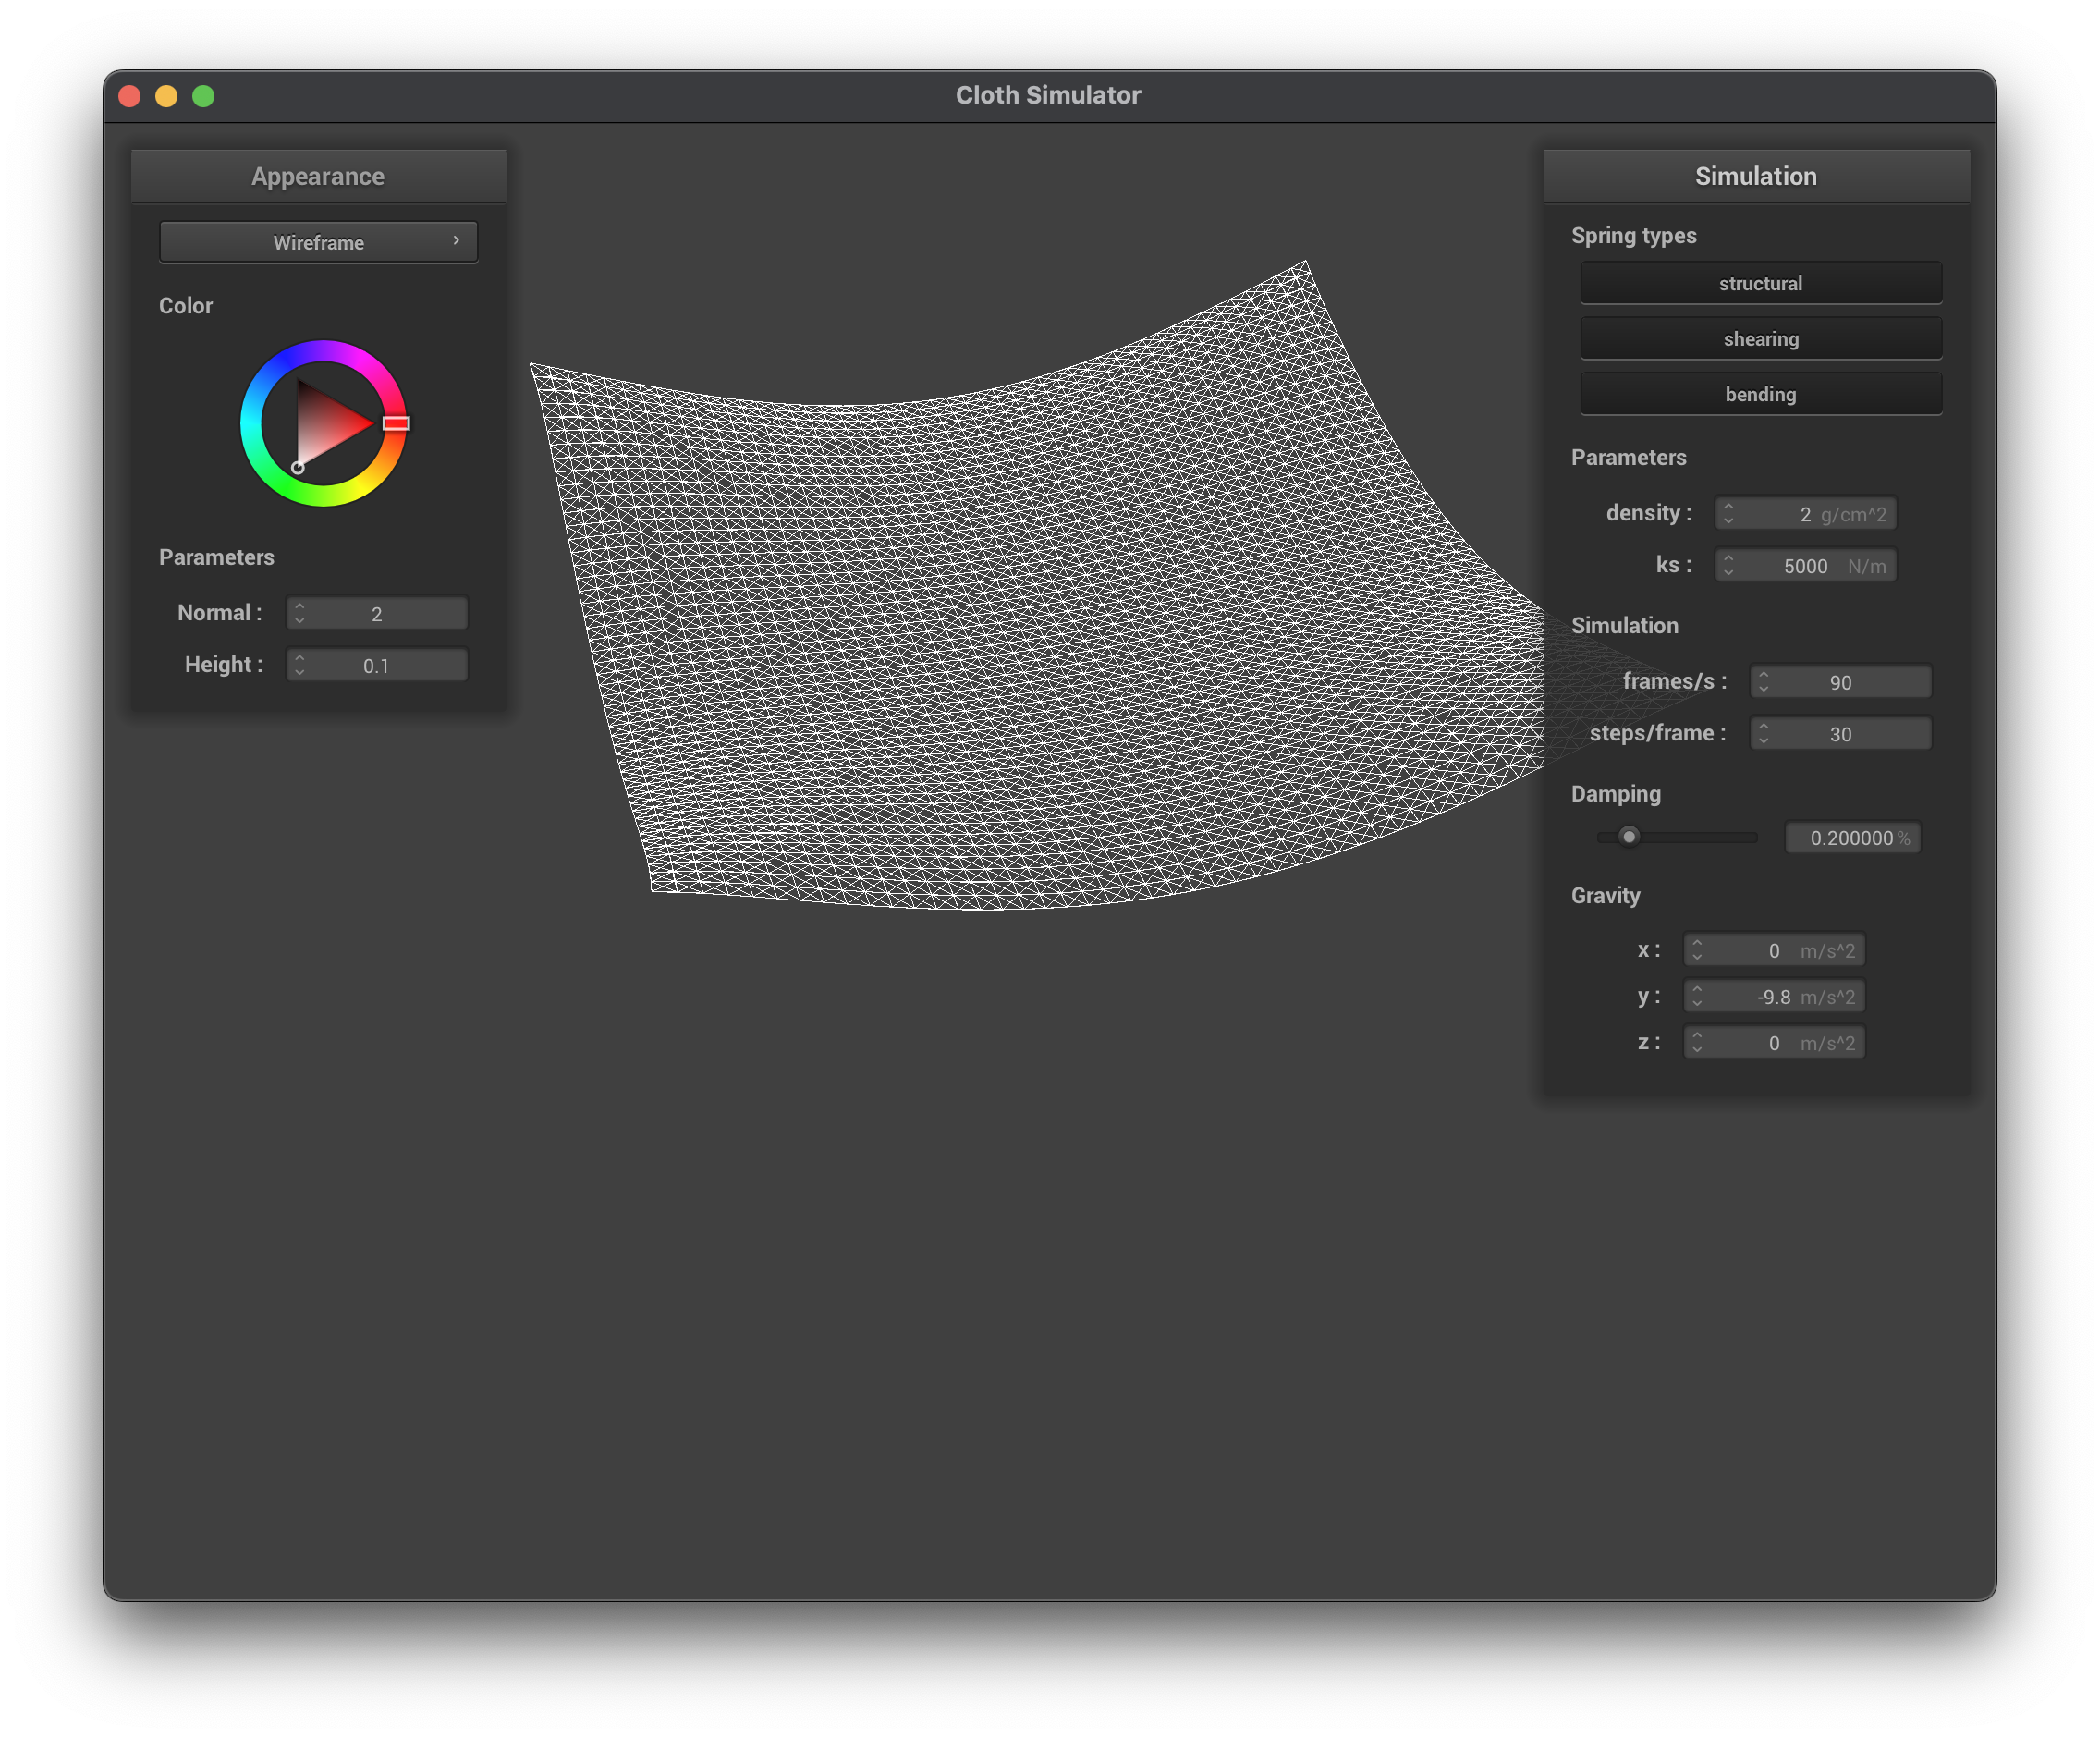 Cloth Simulator
Appearance
Wireframe
Color
Parameters
Normal : 2
Height : 0.1
Simulation
Spring types
structural
shearing
bending
Parameters
density : 2 g/cm^2
ks : 5000 N/m
Simulation
frames/s : 90
steps/frame : 30
Damping
0.200000 %
Gravity
x : 0 m/s^2
y : -9.8 m/s^2
z : 0 m/s^2